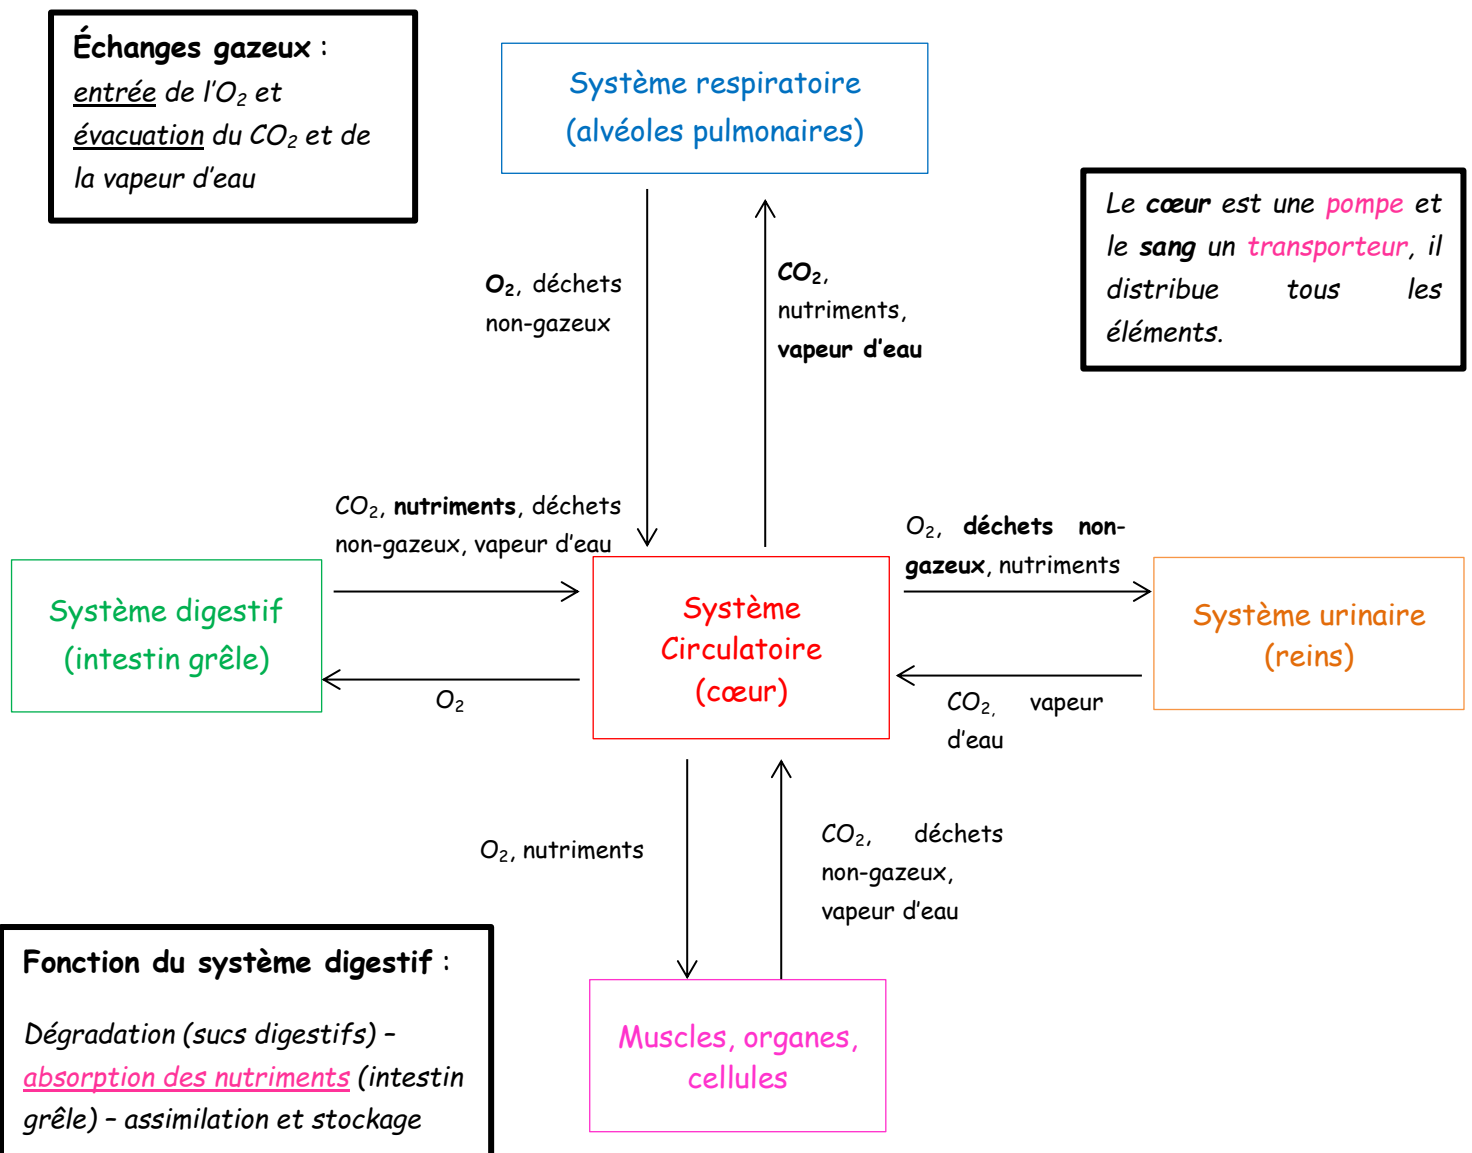 Échanges gazeux :
entrée de l’O₂ et
évacuation du CO₂ et de
la vapeur d’eau
Système respiratoire
(alvéoles pulmonaires)
Le cœur est une pompe et
le sang un transporteur, il
distribue tous les
éléments.
O₂, déchets
non-gazeux
CO₂,
nutriments,
vapeur d’eau
CO₂, nutriments, déchets
non-gazeux, vapeur d’eau
O₂, déchets non-
gazeux, nutriments
Système digestif
(intestin grêle)
Système
Circulatoire
(cœur)
Système urinaire
(reins)
O₂
CO₂, vapeur
d’eau
O₂, nutriments
CO₂, déchets
non-gazeux,
vapeur d’eau
Fonction du système digestif :
Dégradation (sucs digestifs) –
absorption des nutriments (intestin
grêle) – assimilation et stockage
Muscles, organes,
cellules